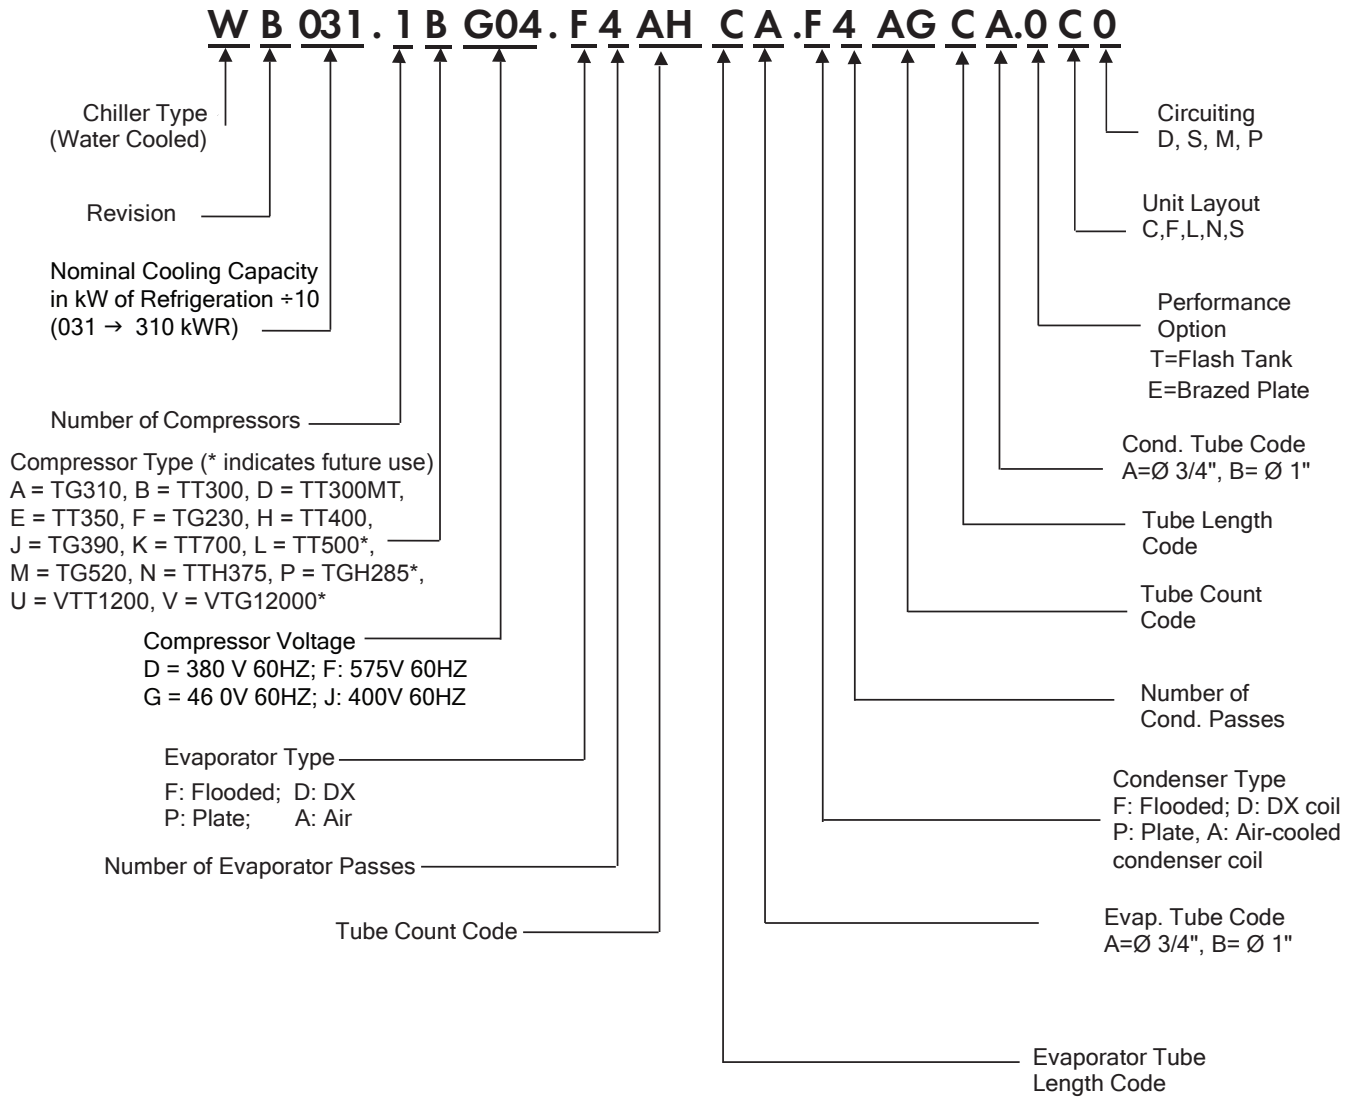 W B 031 . 1 B G04 . F 4 AH C A .F 4 AG C A.0 C 0
Chiller Type
(Water Cooled)
Revision
Nominal Cooling Capacity
in kW of Refrigeration ÷10
(031 → 310 kWR)
Number of Compressors
Compressor Type (* indicates future use)
A = TG310, B = TT300, D = TT300MT,
E = TT350, F = TG230, H = TT400,
J = TG390, K = TT700, L = TT500*,
M = TG520, N = TTH375, P = TGH285*,
U = VTT1200, V = VTG12000*
Compressor Voltage
D = 380 V 60HZ; F: 575V 60HZ
G = 46 0V 60HZ; J: 400V 60HZ
Evaporator Type
F: Flooded; D: DX
P: Plate; A: Air
Number of Evaporator Passes
Tube Count Code
Circuiting
D, S, M, P
Unit Layout
C,F,L,N,S
Performance
Option
T=Flash Tank
E=Brazed Plate
Cond. Tube Code
A=Ø 3/4", B= Ø 1"
Tube Length
Code
Tube Count
Code
Number of
Cond. Passes
Condenser Type
F: Flooded; D: DX coil
P: Plate, A: Air-cooled
condenser coil
Evap. Tube Code
A=Ø 3/4", B= Ø 1"
Evaporator Tube
Length Code